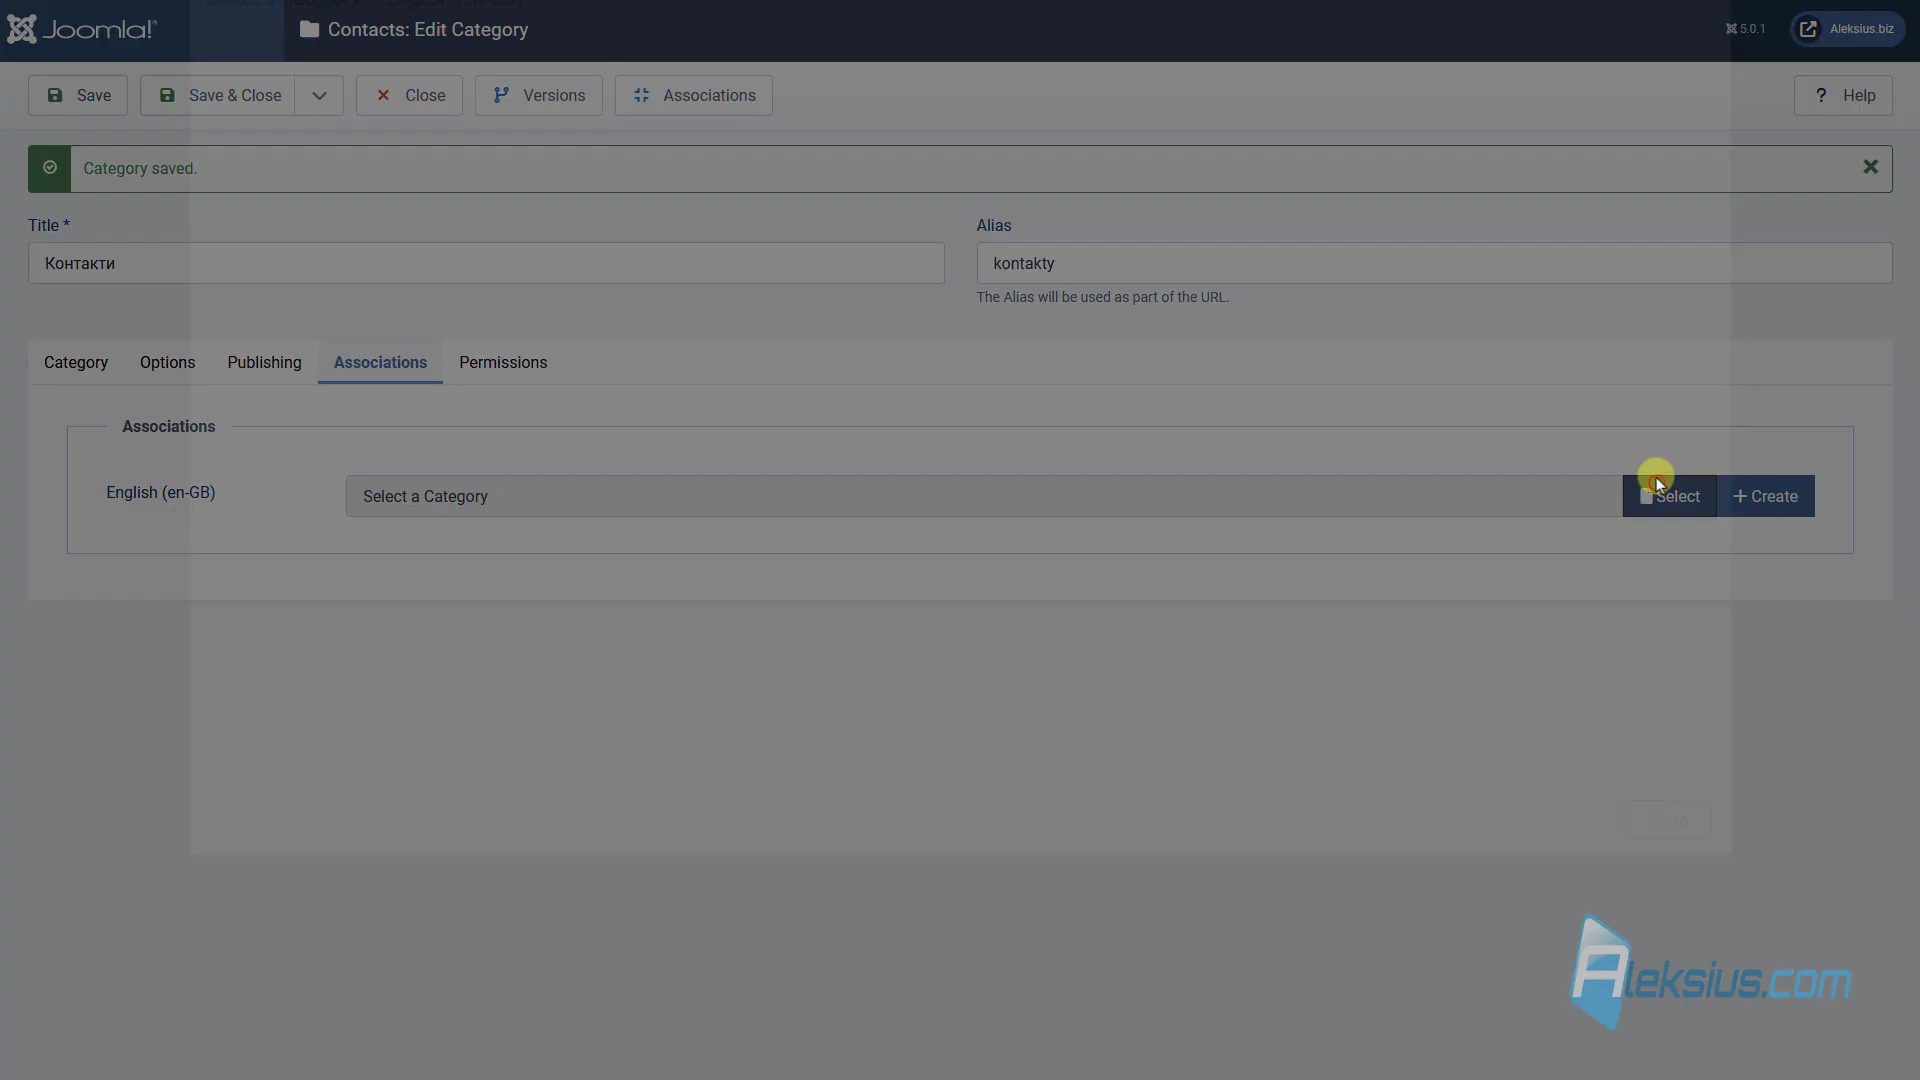 Joomla!
Contacts: Edit Category
5.0.1
Aleksius.biz
Save
Save & Close
Close
Versions
Associations
? Help
Category saved.
Title *
Alias
Контакти
kontakty
The Alias will be used as part of the URL.
Category
Options
Publishing
Associations
Permissions
Associations
English (en-GB)
Select a Category
Select
+ Create
Close
Aleksius.com